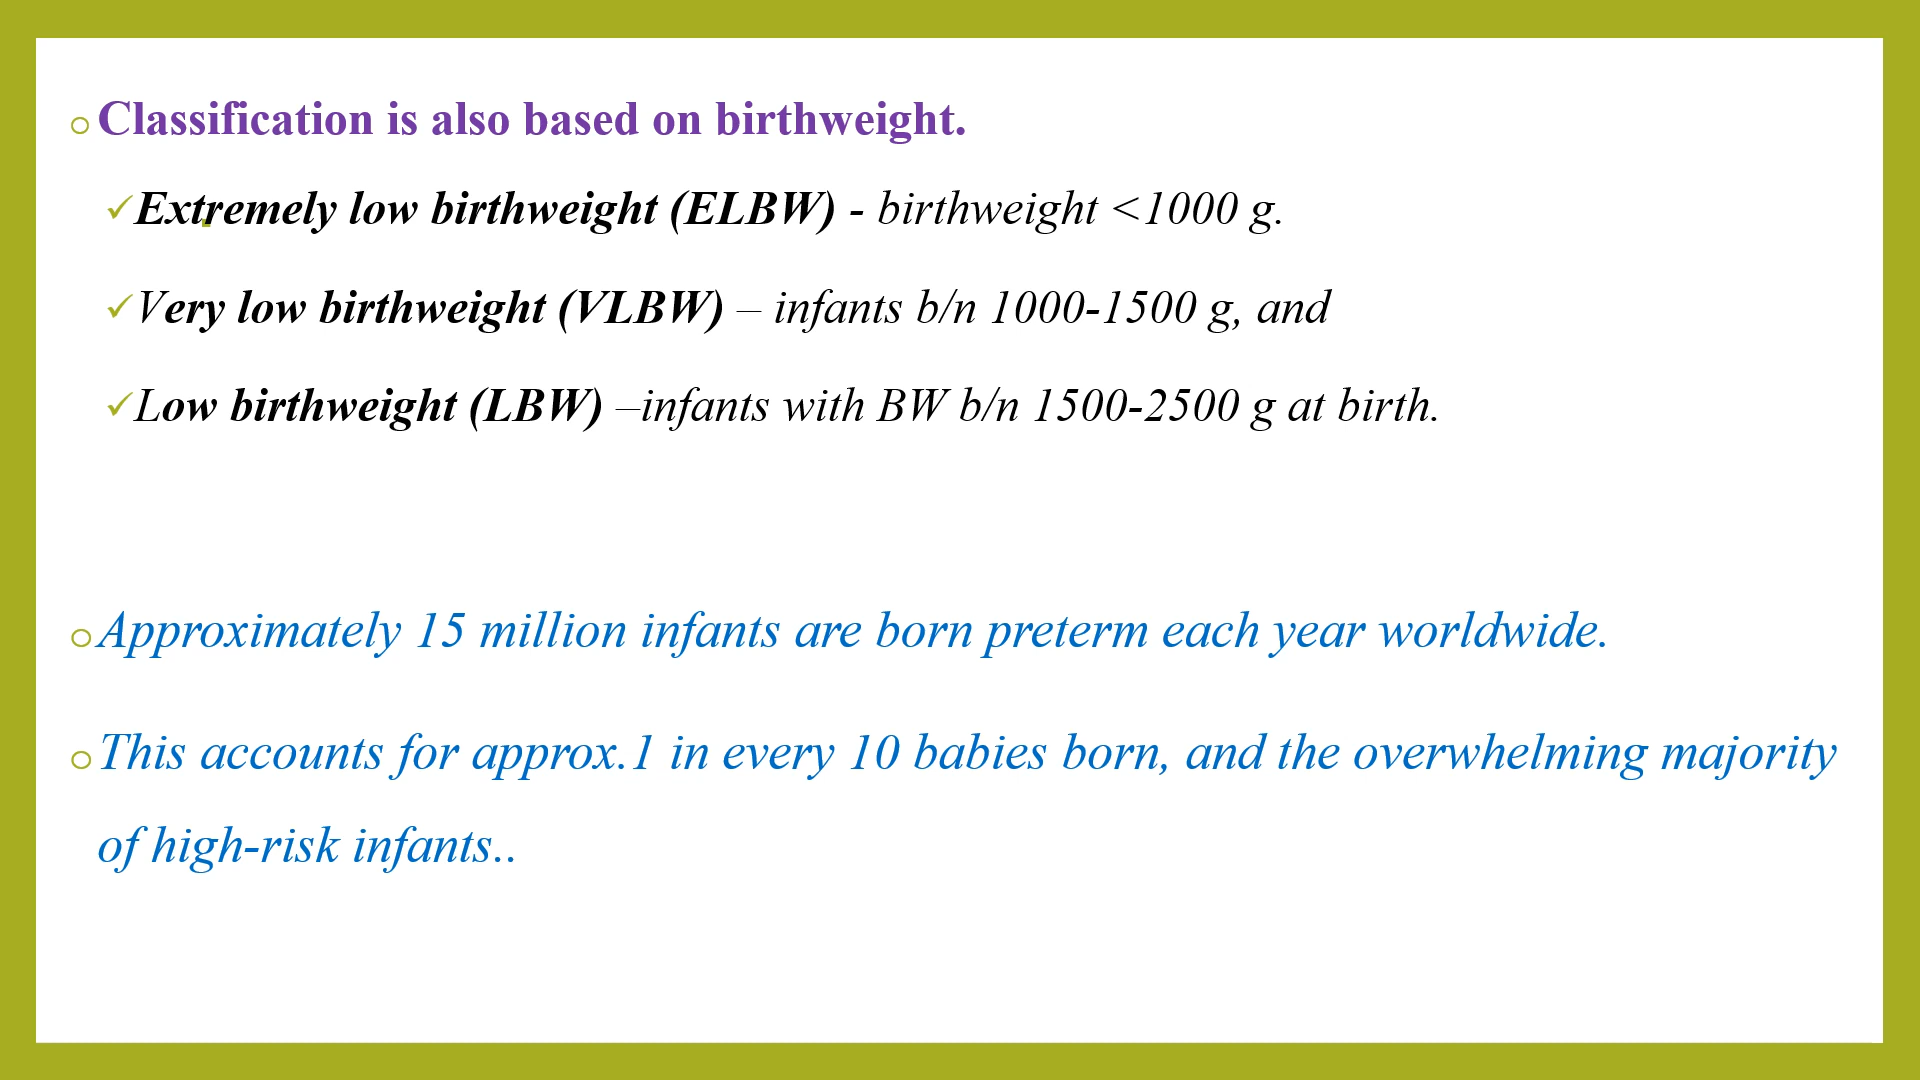 Classification is also based on birthweight.
Extremely low birthweight (ELBW) - birthweight <1000 g.
Very low birthweight (VLBW) – infants b/n 1000-1500 g, and
Low birthweight (LBW) –infants with BW b/n 1500-2500 g at birth.
Approximately 15 million infants are born preterm each year worldwide.
This accounts for approx.1 in every 10 babies born, and the overwhelming majority
of high-risk infants..